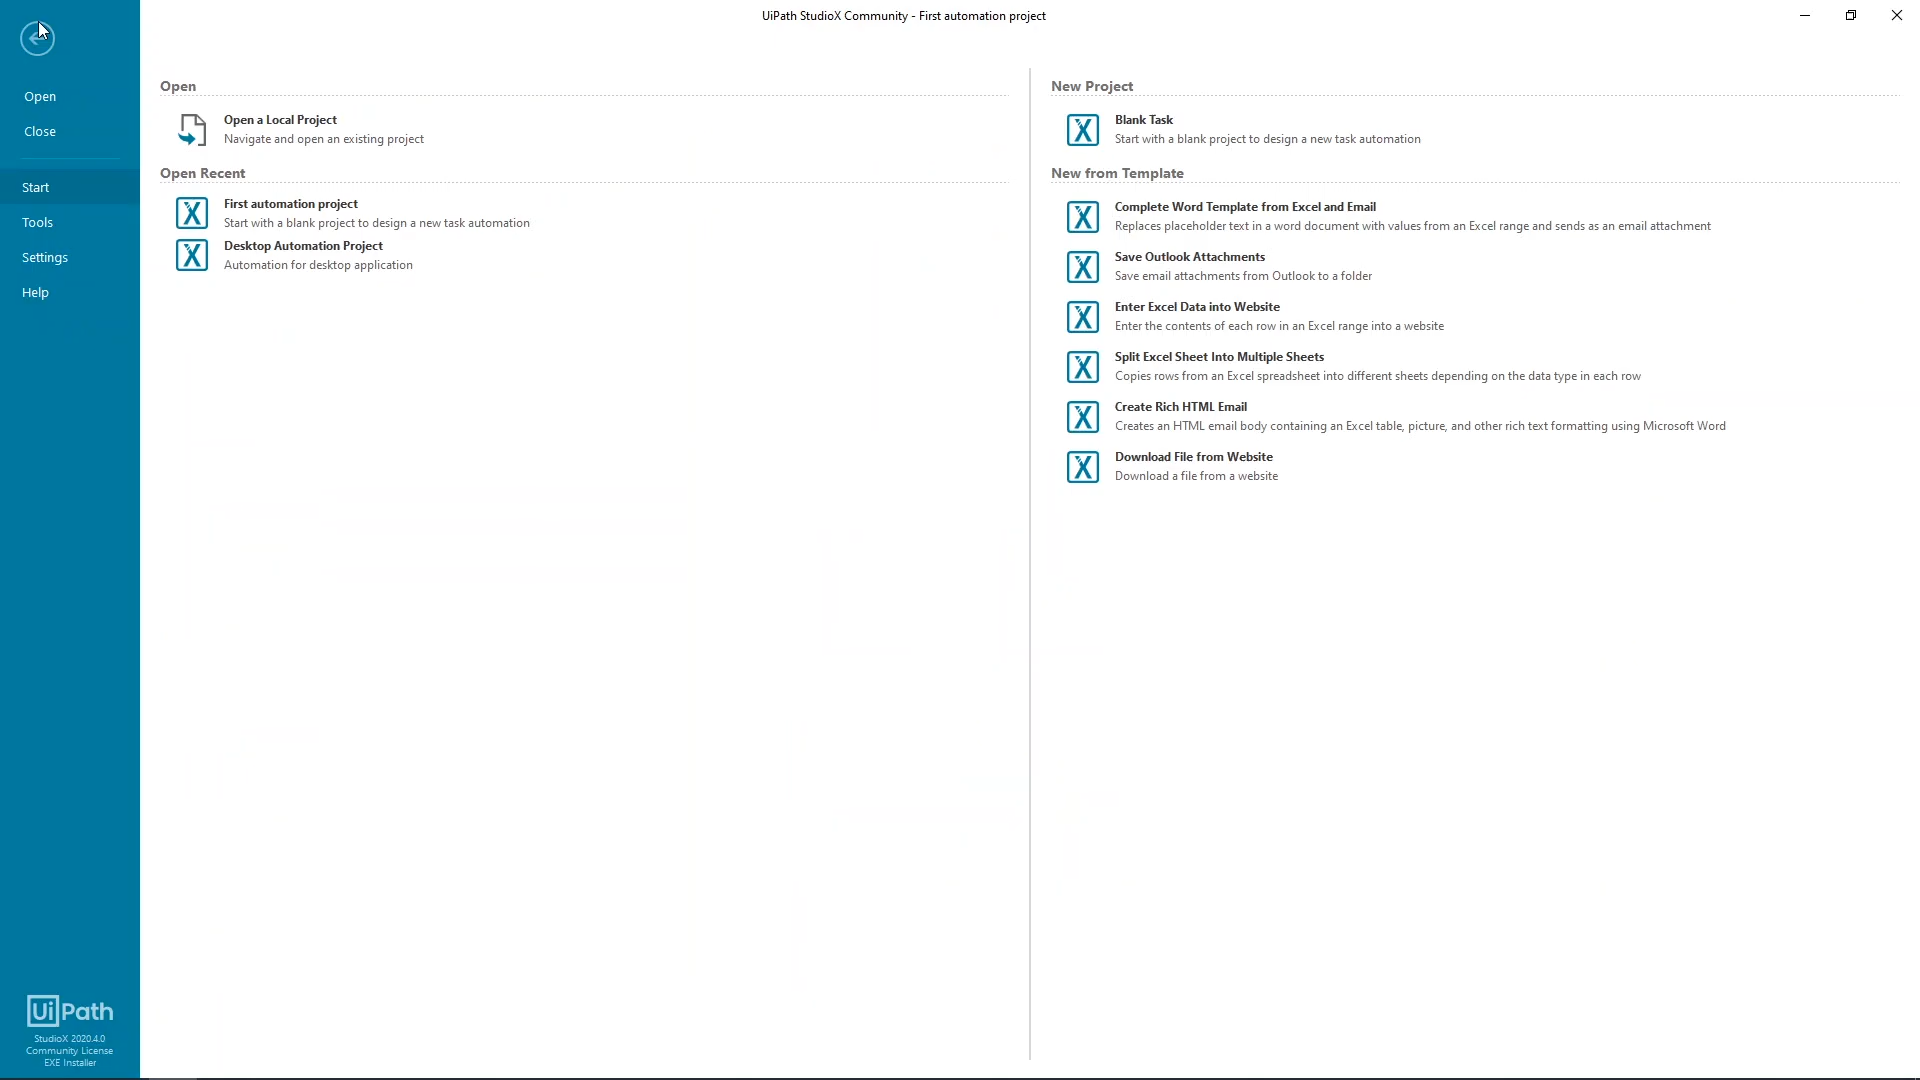 UiPath StudioX Community - First automation project
Open
Close
Start
Tools
Settings
Help
UiPath
StudioX 2020.4.0
Community License
EXE Installer
Open
Open a Local Project
Navigate and open an existing project
Open Recent
First automation project
Start with a blank project to design a new task automation
Desktop Automation Project
Automation for desktop application
New Project
Blank Task
Start with a blank project to design a new task automation
New from Template
Complete Word Template from Excel and Email
Replaces placeholder text in a word document with values from an Excel range and sends as an email attachment
Save Outlook Attachments
Save email attachments from Outlook to a folder
Enter Excel Data into Website
Enter the contents of each row in an Excel range into a website
Split Excel Sheet Into Multiple Sheets
Copies rows from an Excel spreadsheet into different sheets depending on the data type in each row
Create Rich HTML Email
Creates an HTML email body containing an Excel table, picture, and other rich text formatting using Microsoft Word
Download File from Website
Download a file from a website